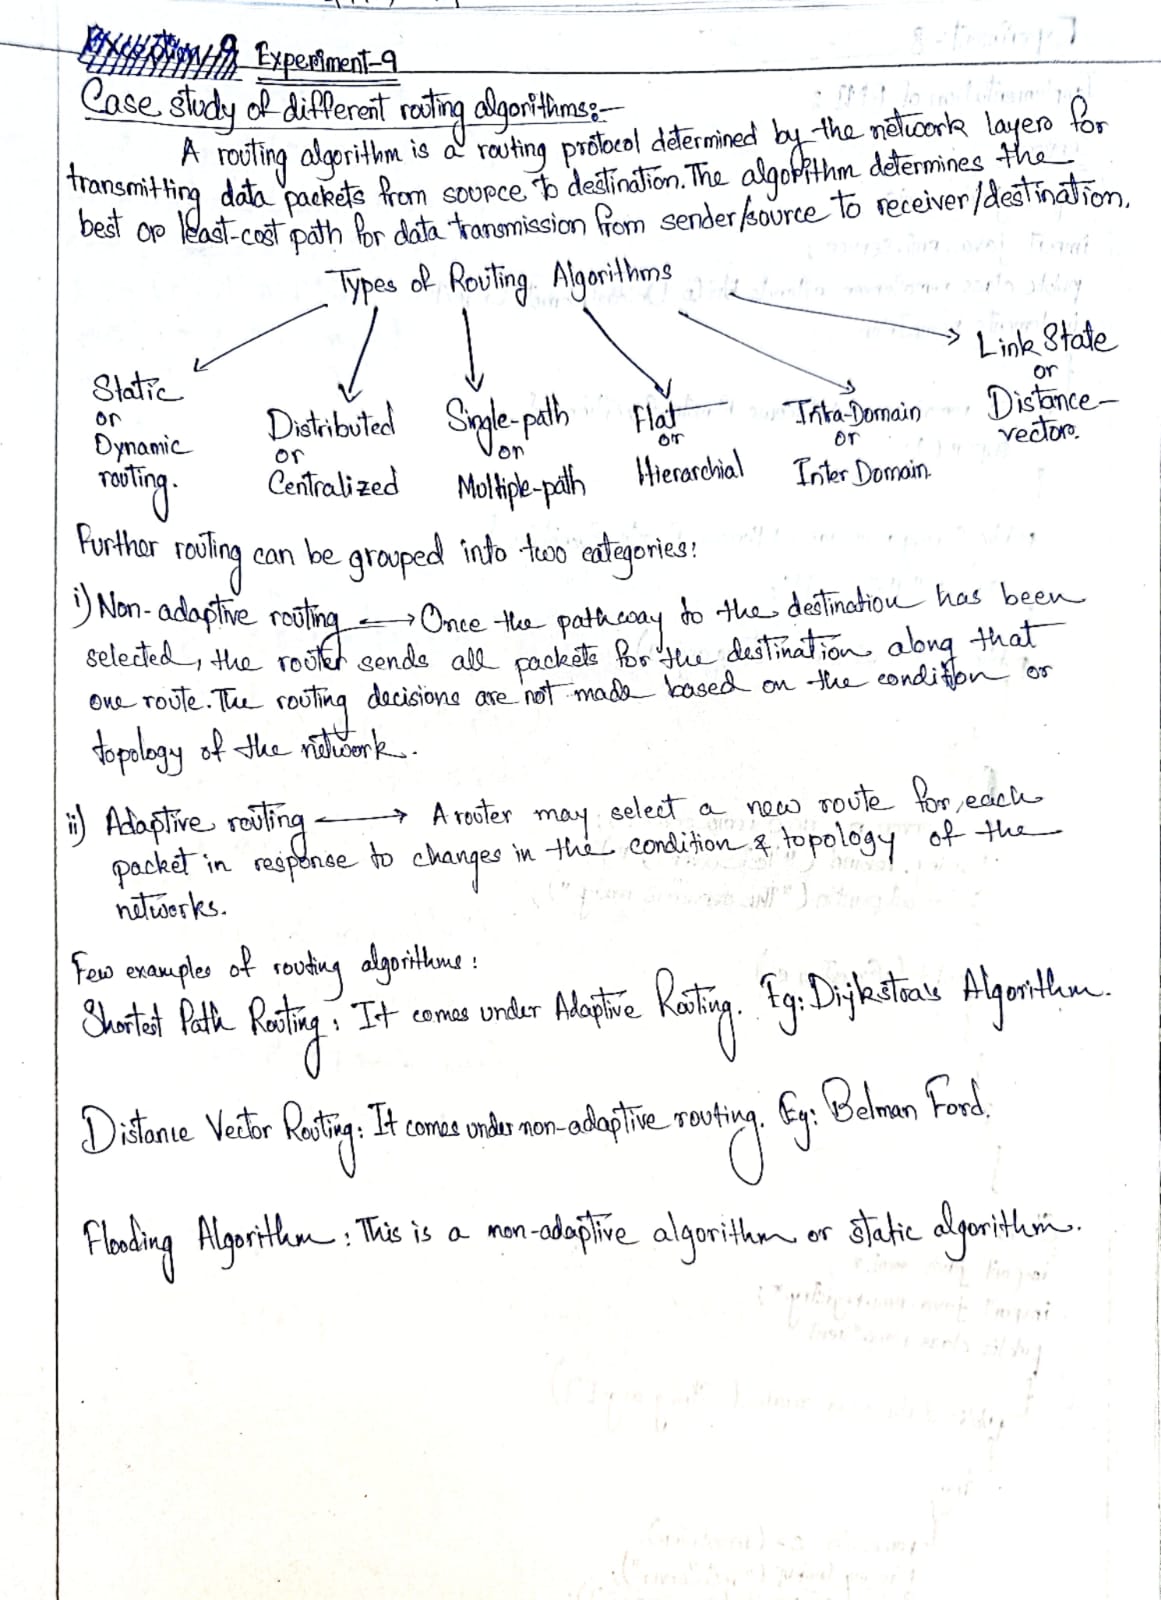 Experiment-9
Case study of different routing algorithms:-
A routing algorithm is a routing protocol determined by the network layer for
transmitting data packets from source to destination. The algorithm determines the
best or least-cost path for data transmission from sender/source to receiver/destination.
Types of Routing Algorithms
Static
or
Dynamic
routing.
Distributed
or
Centralized
Single-path
or
Multiple-path
Flat
or
Hierarchial
Intra-Domain
or
Inter Domain.
Link State
or
Distance-
vector.
Further routing can be grouped into two categories:
i) Non-adaptive routing ⟷ Once the pathway to the destination has been
selected, the router sends all packets for the destination along that
one route. The routing decisions are not made based on the condition or
topology of the network.
ii) Adaptive routing ⟶ A router may select a new route for each
packet in response to changes in the condition & topology of the
networks.
Few examples of routing algorithms:
Shortest Path Routing: It comes under Adaptive Routing. Eg: Dijkstra's Algorithm.
Distance Vector Routing: It comes under non-adaptive routing. Eg: Belman Ford.
Flooding Algorithm: This is a non-adaptive algorithm or static algorithm.